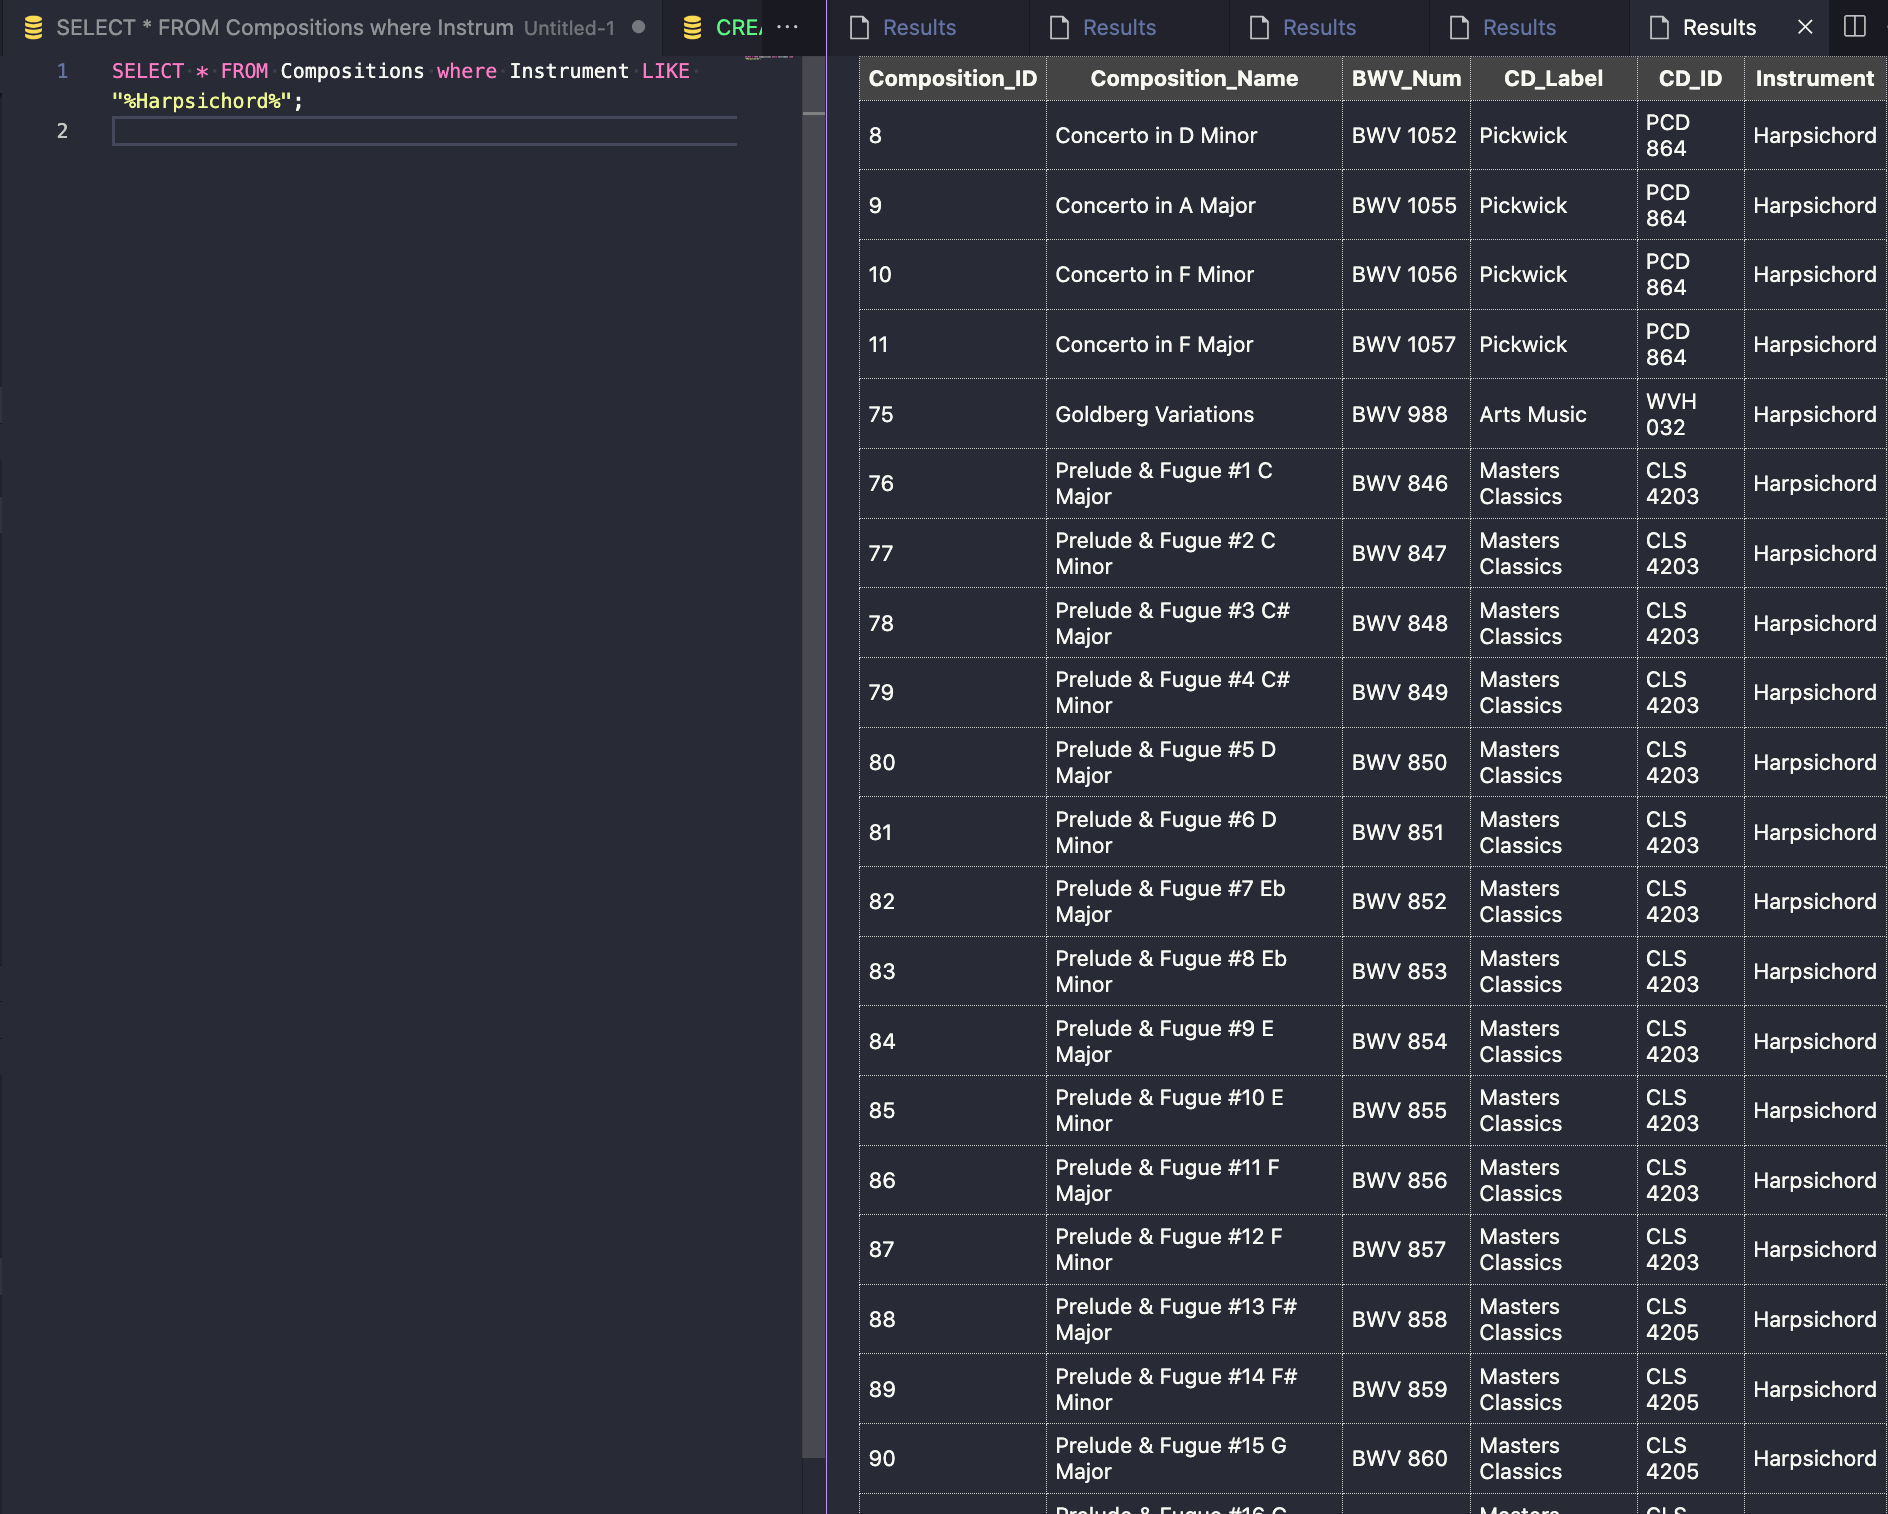 SELECT * FROM Compositions where Instrum Untitled-1 CREA ...
Results Results Results Results Results
1 SELECT * FROM Compositions where Instrument LIKE
"%Harpsichord%";
2
Composition_ID Composition_Name BWV_Num CD_Label CD_ID Instrument
8 Concerto in D Minor BWV 1052 Pickwick PCD 864 Harpsichord
9 Concerto in A Major BWV 1055 Pickwick PCD 864 Harpsichord
10 Concerto in F Minor BWV 1056 Pickwick PCD 864 Harpsichord
11 Concerto in F Major BWV 1057 Pickwick PCD 864 Harpsichord
75 Goldberg Variations BWV 988 Arts Music WVH 032 Harpsichord
76 Prelude & Fugue #1 C Major BWV 846 Masters Classics CLS 4203 Harpsichord
77 Prelude & Fugue #2 C Minor BWV 847 Masters Classics CLS 4203 Harpsichord
78 Prelude & Fugue #3 C# Major BWV 848 Masters Classics CLS 4203 Harpsichord
79 Prelude & Fugue #4 C# Minor BWV 849 Masters Classics CLS 4203 Harpsichord
80 Prelude & Fugue #5 D Major BWV 850 Masters Classics CLS 4203 Harpsichord
81 Prelude & Fugue #6 D Minor BWV 851 Masters Classics CLS 4203 Harpsichord
82 Prelude & Fugue #7 Eb Major BWV 852 Masters Classics CLS 4203 Harpsichord
83 Prelude & Fugue #8 Eb Minor BWV 853 Masters Classics CLS 4203 Harpsichord
84 Prelude & Fugue #9 E Major BWV 854 Masters Classics CLS 4203 Harpsichord
85 Prelude & Fugue #10 E Minor BWV 855 Masters Classics CLS 4203 Harpsichord
86 Prelude & Fugue #11 F Major BWV 856 Masters Classics CLS 4203 Harpsichord
87 Prelude & Fugue #12 F Minor BWV 857 Masters Classics CLS 4203 Harpsichord
88 Prelude & Fugue #13 F# Major BWV 858 Masters Classics CLS 4205 Harpsichord
89 Prelude & Fugue #14 F# Minor BWV 859 Masters Classics CLS 4205 Harpsichord
90 Prelude & Fugue #15 G Major BWV 860 Masters Classics CLS 4205 Harpsichord